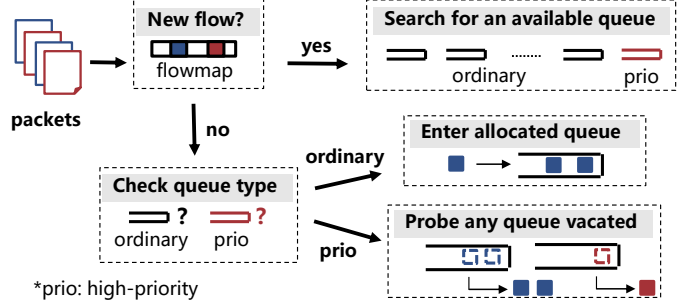 New flow?
flowmap
packets
yes
Search for an available queue
........
ordinary
prio
no
Check queue type
? ?
ordinary prio
ordinary
Enter allocated queue
prio
Probe any queue vacated
*prio: high-priority